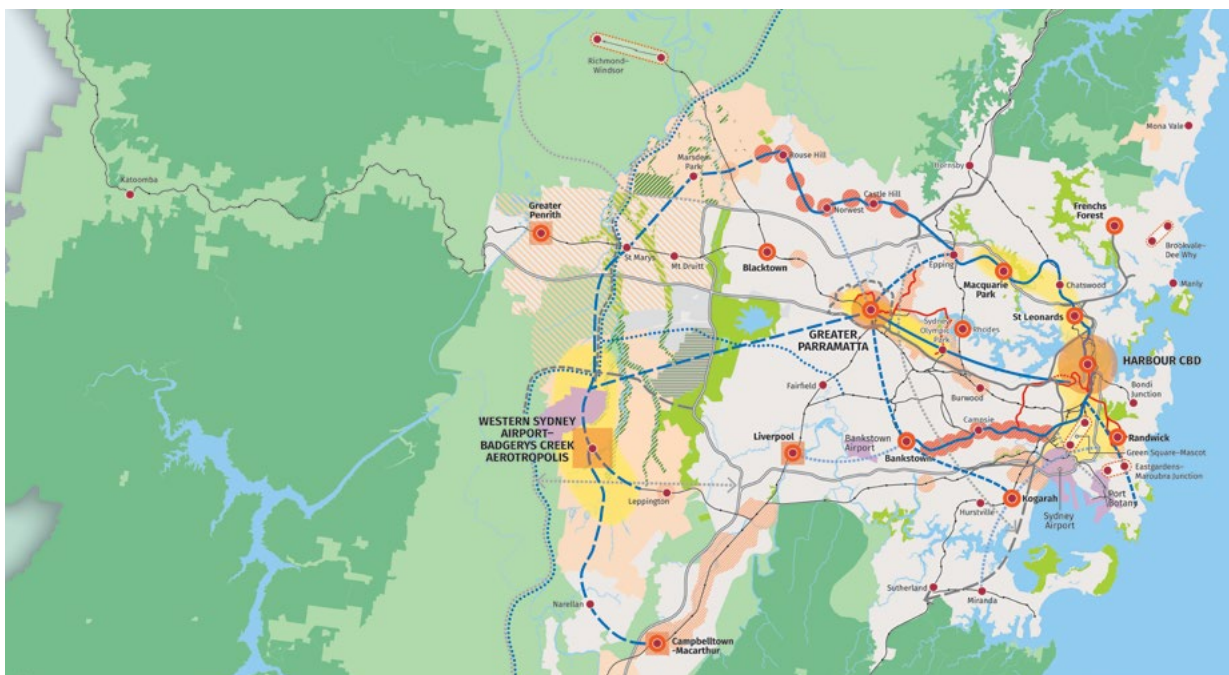 Richmond–
Windsor
Mona Vale
Hornsby
Katoomba
Marsden
Park
Rouse Hill
Castle Hill
Norwest
Greater
Penrith
Frenchs
Forest
St Marys
Mt Druitt
Blacktown
Epping
Macquarie
Park
Chatswood
Brookvale–
Dee Why
Manly
St Leonards
GREATER
PARRAMATTA
Sydney
Olympic
Park
Rhodes
HARBOUR CBD
Fairfield
Burwood
Bondi
Junction
WESTERN SYDNEY
AIRPORT–
BADGERYS CREEK
AEROTROPOLIS
Liverpool
Bankstown
Airport
Bankstown
Campsie
Randwick
Green Square–Mascot
Eastgardens–
Maroubra Junction
Leppington
Kogarah
Hurstville
Sydney
Airport
Port
Botany
Narellan
Sutherland
Miranda
Campbelltown
-Macarthur